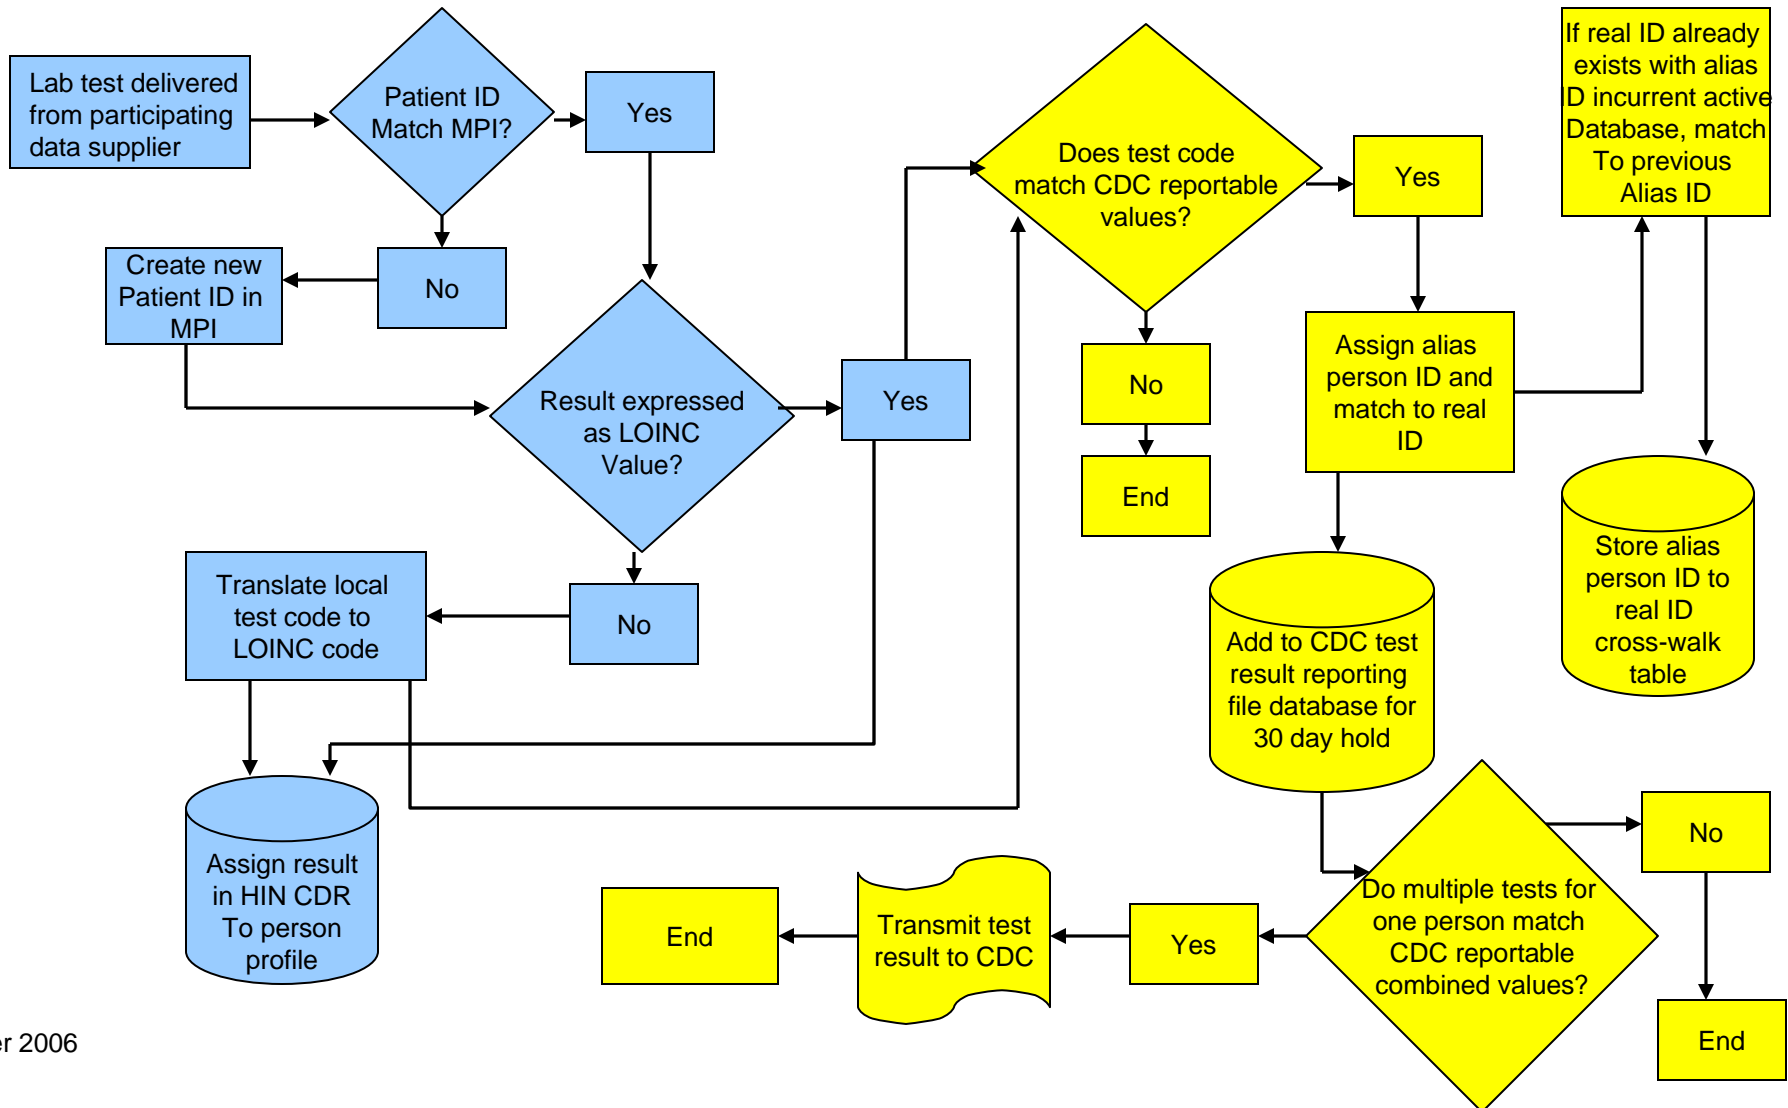 Lab test delivered
from participating
data supplier
Patient ID
Match MPI?
Yes
No
Create new
Patient ID in
MPI
Result expressed
as LOINC
Value?
Yes
No
Translate local
test code to
LOINC code
Assign result
in HIN CDR
To person
profile
Does test code
match CDC reportable
values?
Yes
No
End
Assign alias
person ID and
match to real
ID
If real ID already
exists with alias
ID incurrent active
Database, match
To previous
Alias ID
Store alias
person ID to
real ID
cross-walk
table
Add to CDC test
result reporting
file database for
30 day hold
Do multiple tests for
one person match
CDC reportable
combined values?
No
End
Yes
Transmit test
result to CDC
End
2006